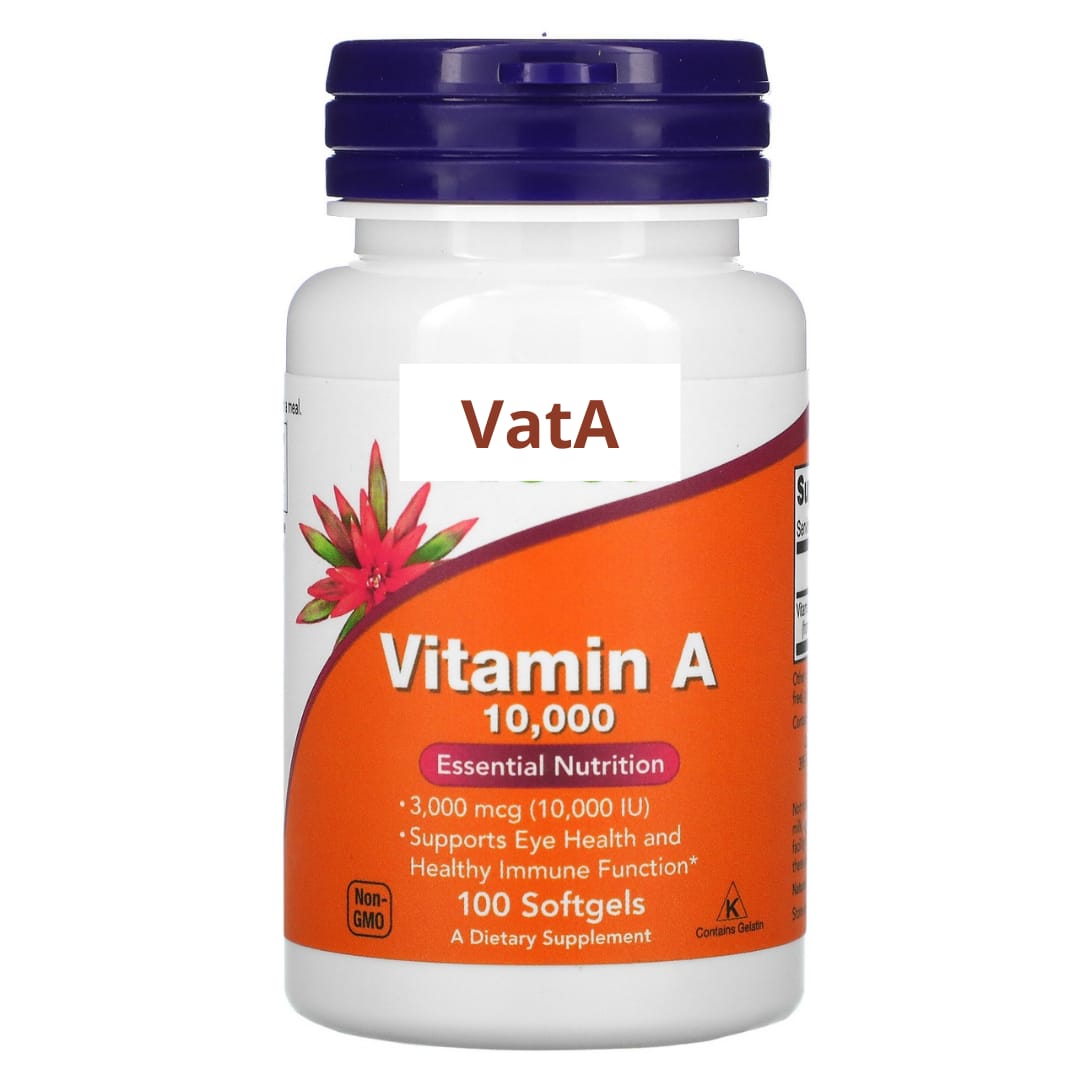 VatA
a meal.
Vitamin A
10,000
Essential Nutrition
•3,000 mcg (10,000 IU)
•Supports Eye Health and
Healthy Immune Function*
100 Softgels
A Dietary Supplement
Non-
GMO
K
Contains Gelatin